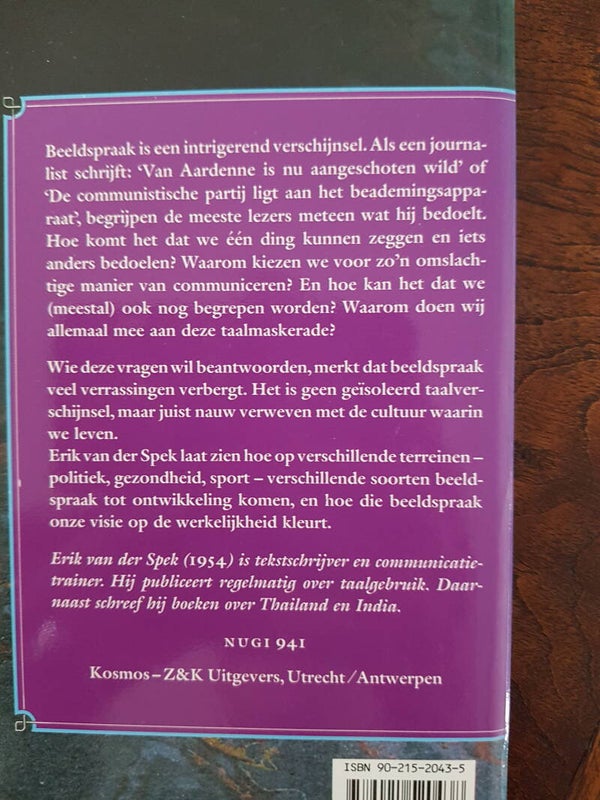 Beeldspraak is een intrigerend verschijnsel. Als een journa-
list schrijft: ‘Van Aardenne is nu aangeschoten wild’ of
‘De communistische partij ligt aan het beademingsappa-
raat’, begrijpen de meeste lezers meteen wat hij bedoelt.
Hoe komt het dat we één ding kunnen zeggen en iets
anders bedoelen? Waarom kiezen we voor zo’n omslach-
tige manier van communiceren? En hoe kan het dat we
(meestal) ook nog begrepen worden? Waarom doen wij
allemaal mee aan deze taalmaskerade?
Wie deze vragen wil beantwoorden, merkt dat beeldspraak
veel verrassingen verbergt. Het is geen geïsoleerd taalver-
schijnsel, maar juist nauw verweven met de cultuur waarin
we leven.
Erik van der Spek laat zien hoe op verschillende terreinen –
politiek, gezondheid, sport – verschillende soorten beeld-
spraak tot ontwikkeling komen, en hoe die beeldspraak
onze visie op de werkelijkheid kleurt.
Erik van der Spek (1954) is tekstschrijver en communicatie-
trainer. Hij publiceert regelmatig over taalgebruik. Daar-
naast schreef hij boeken over Thailand en India.
NUGI 941
Kosmos – Z&K Uitgevers, Utrecht/Antwerpen
ISBN 90-215-2043-5